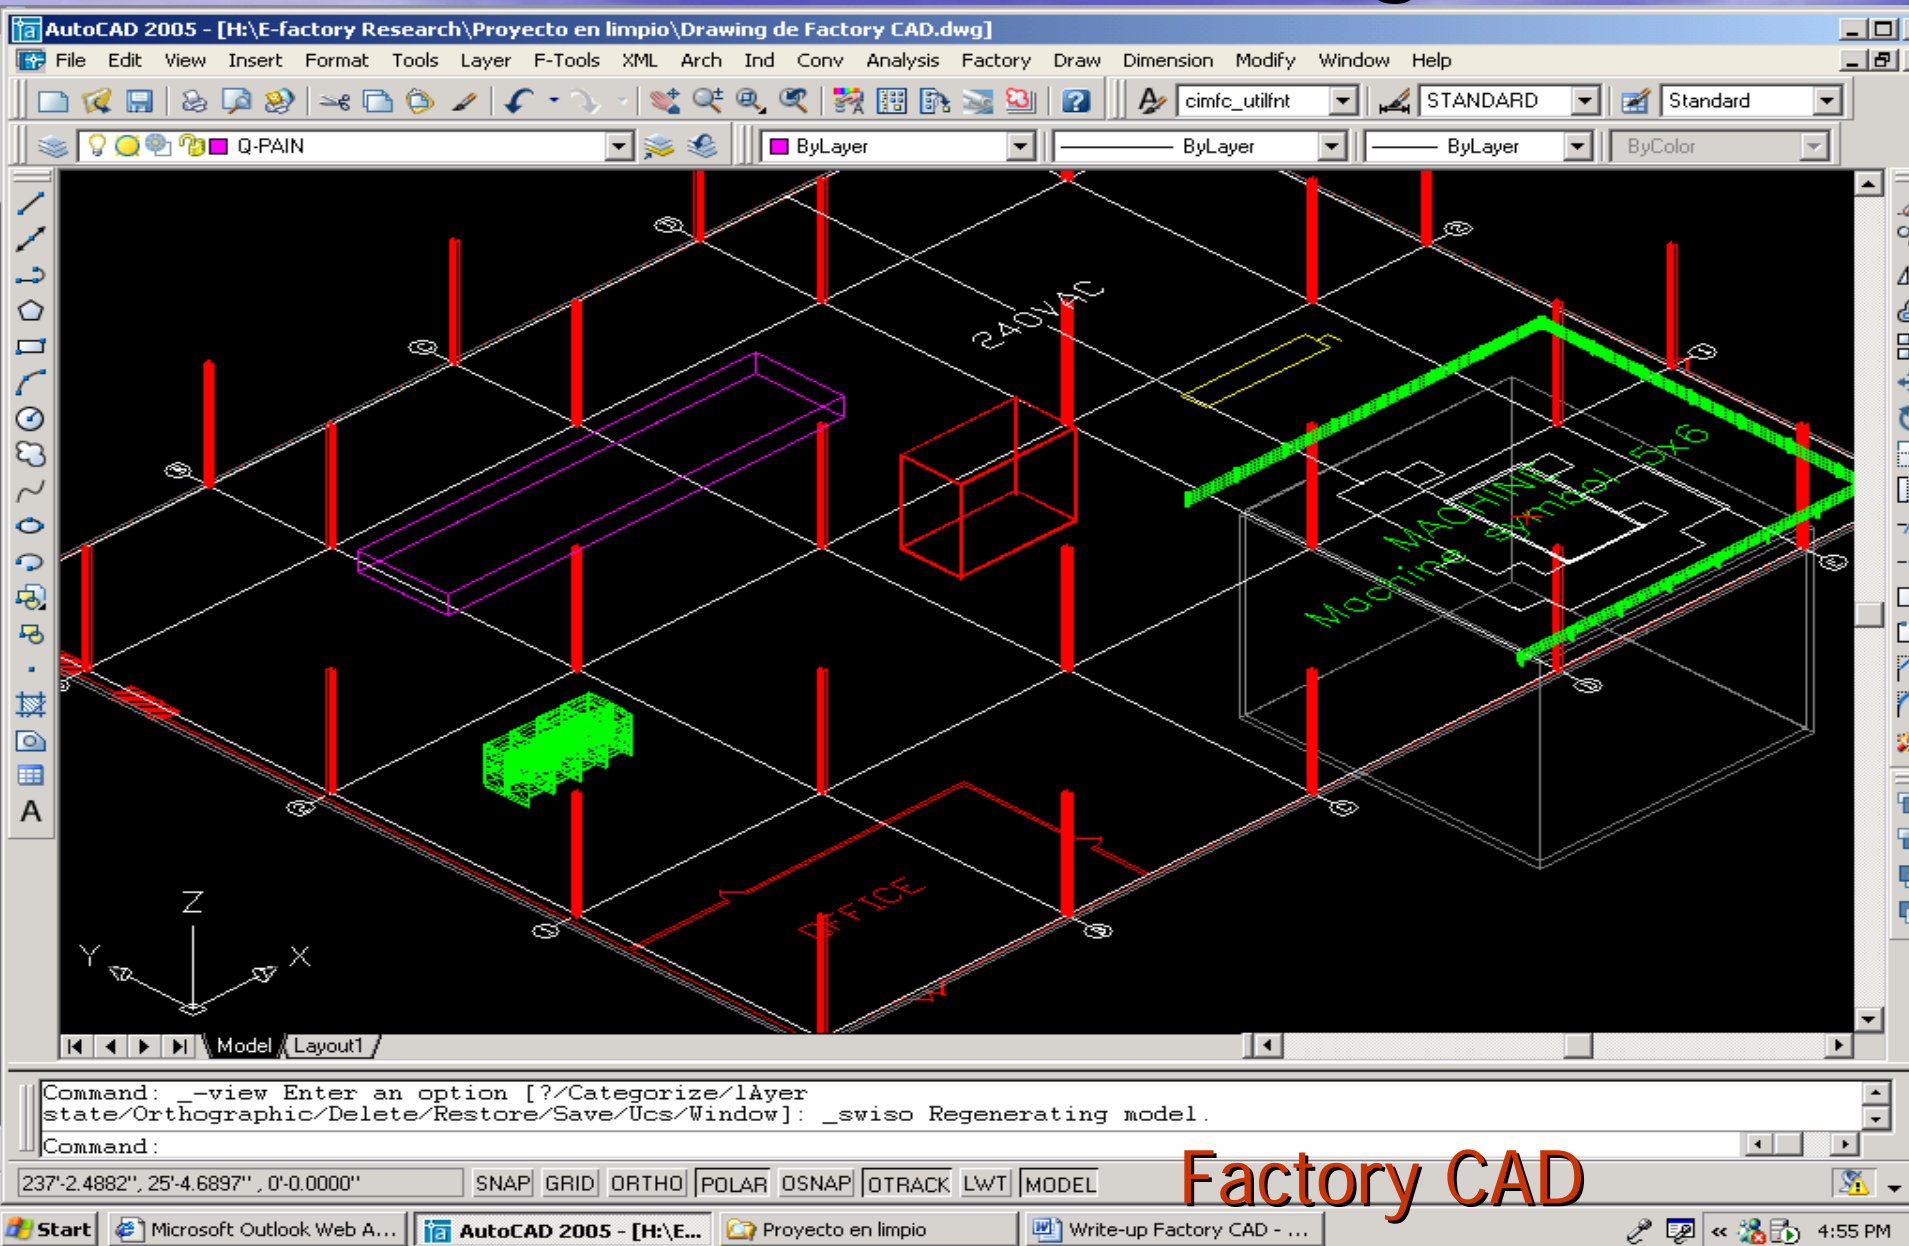 AutoCAD 2005 - [H:\E-factory Research\Proyecto en limpio\Drawing de Factory CAD.dwg]
File Edit View Insert Format Tools Layer F-Tools XML Arch Ind Conv Analysis Factory Draw Dimension Modify Window Help
cimfc_utilfnt STANDARD Standard
Q-PAIN ByLayer ByLayer ByLayer ByColor
240VAC
MACHINE
Machine symbol 5x6
OFFICE
A
Z
Y X
Model Layout1
Command: _-view Enter an option [?/Categorize/lAyer
state/Orthographic/Delete/Restore/Save/Ucs/Window]: _swiso Regenerating model.
Command:
237'-2.4882", 25'-4.6897" , 0'-0.0000" SNAP GRID ORTHO POLAR OSNAP OTRACK LWT MODEL
Factory CAD
Start Microsoft Outlook Web A... AutoCAD 2005 - [H:\E... Proyecto en limpio Write-up Factory CAD - ... « 4:55 PM